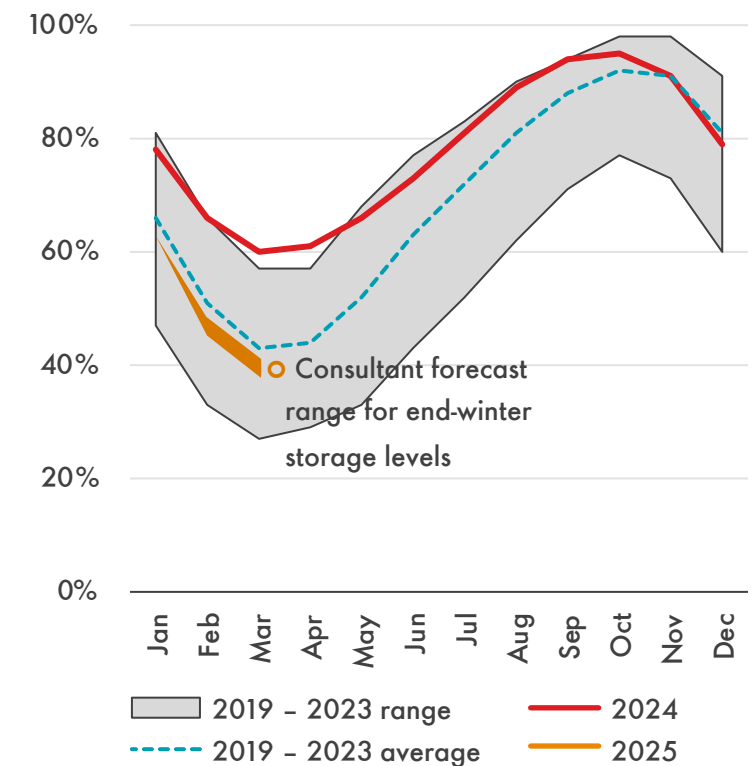 100%
80%
60%
40%
20%
0%
Consultant forecast
range for end-winter
storage levels
Jan Feb Mar Apr May Jun Jul Aug Sep Oct Nov Dec
2019 – 2023 range 2024
2019 – 2023 average 2025